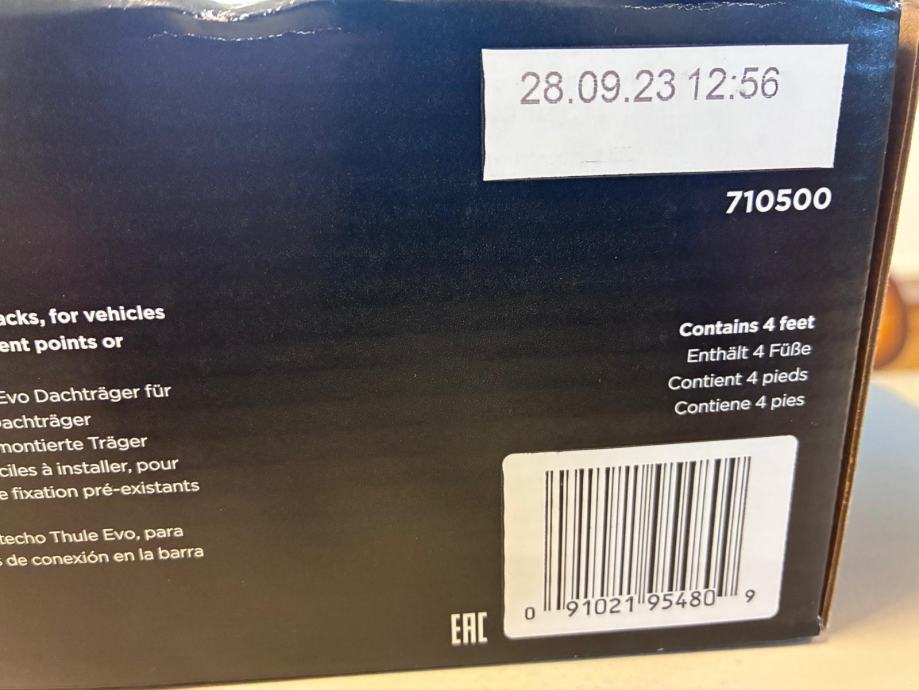 28.09.23 12:56
710500
acks, for vehicles
ent points or
Evo Dachträger für
achträger
montierte Träger
ciles à installer, pour
e fixation pré-existants
techo Thule Evo, para
s de conexión en la barra
Contains 4 feet
Enthält 4 Füße
Contient 4 pieds
Contiene 4 pies
EAC
0 91021 95480 9